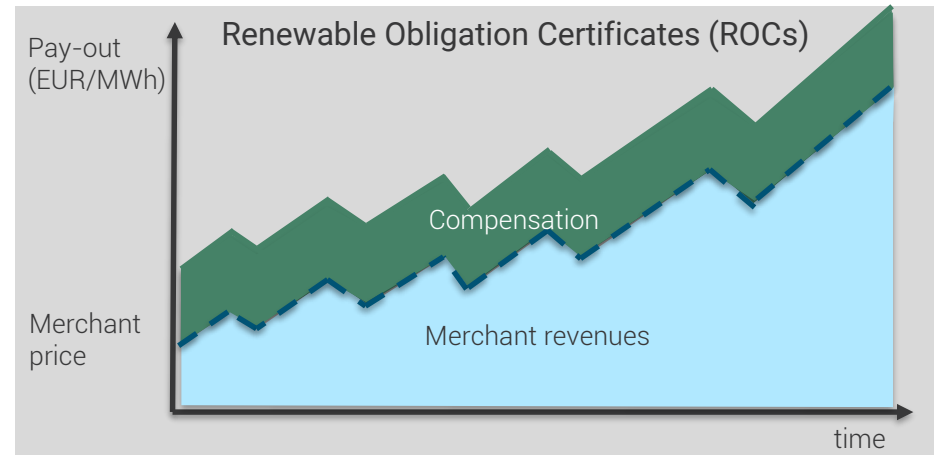 Renewable Obligation Certificates (ROCs)
Pay-out
(EUR/MWh)
Compensation
Merchant
price
Merchant revenues
time